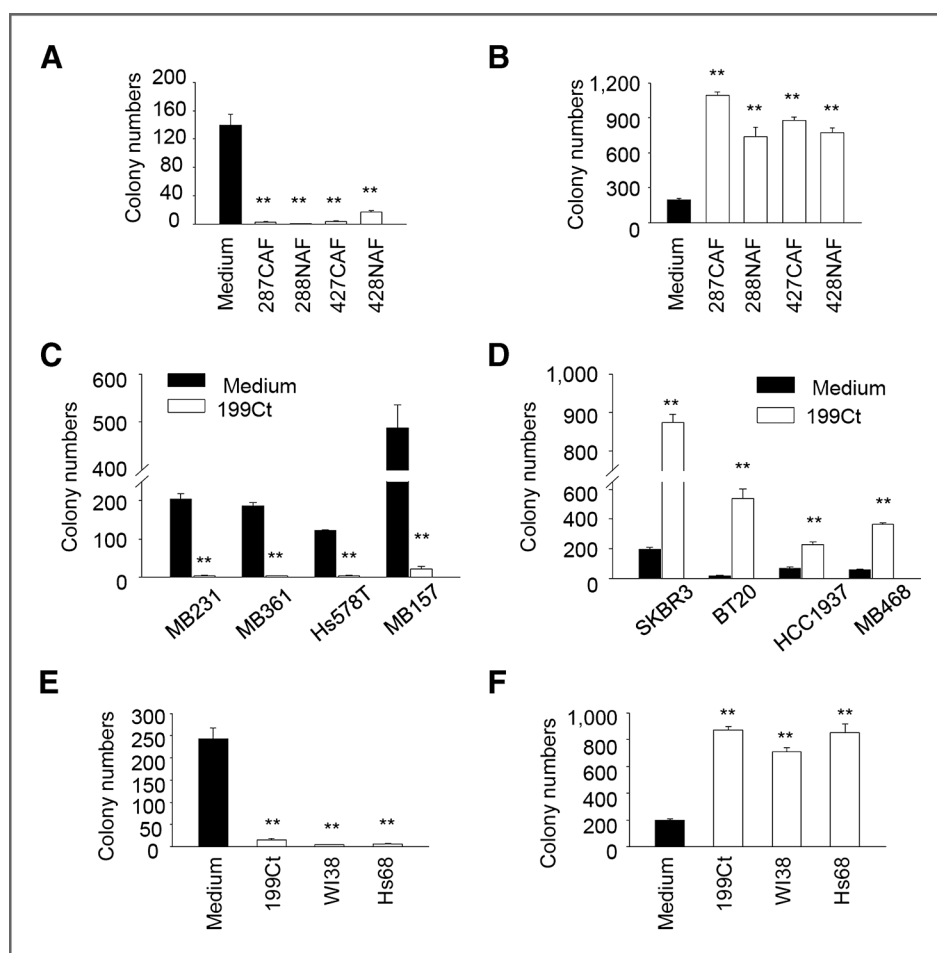 A
Colony numbers
200
160
120
80
40
0
** ** ** **
Medium
287CAF
288NAF
427CAF
428NAF
B
Colony numbers
1,200
900
600
300
0
** ** ** **
Medium
287CAF
288NAF
427CAF
428NAF
C
Colony numbers
600
500
400
200
100
0
Medium
199Ct
** ** ** **
MB231
MB361
Hs578T
MB157
D
Colony numbers
1,000
900
800
600
400
200
0
Medium
199Ct
** ** ** **
SKBR3
BT20
HCC1937
MB468
E
Colony numbers
300
250
200
150
100
50
0
** ** **
Medium
199Ct
WI38
Hs68
F
Colony numbers
1,000
800
600
400
200
0
** ** **
Medium
199Ct
WI38
Hs68